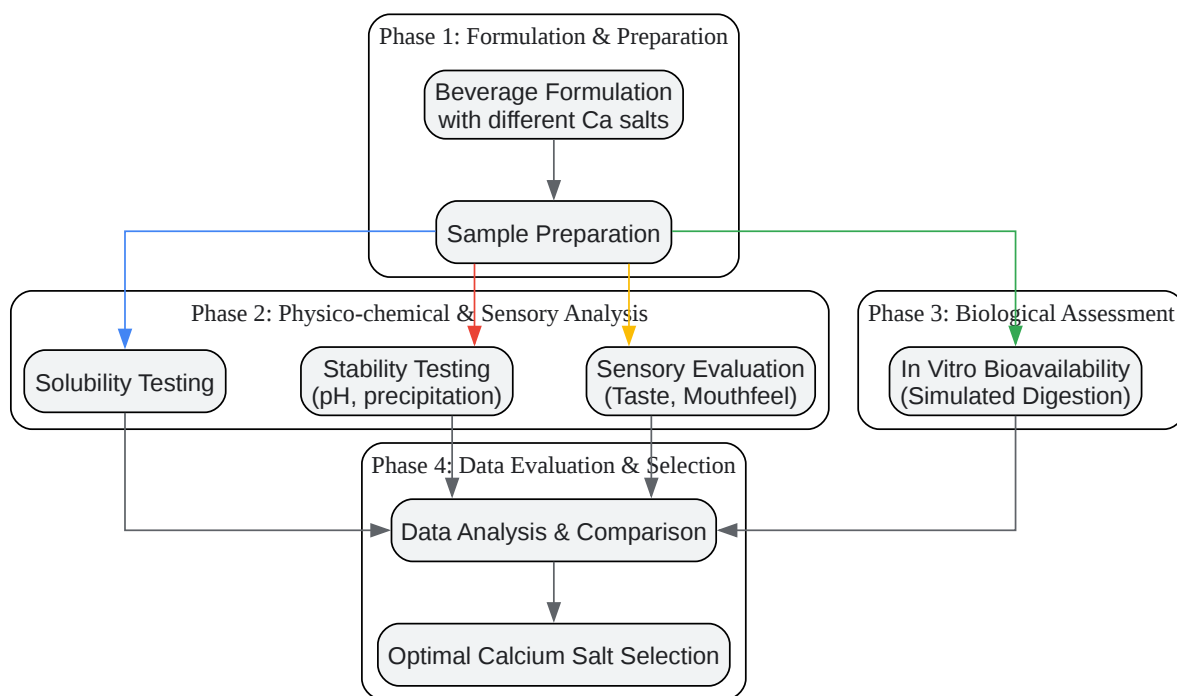 Phase 1: Formulation & Preparation
Beverage Formulation
with different Ca salts
Sample Preparation
Phase 2: Physico-chemical & Sensory Analysis
Phase 3: Biological Assessment
Solubility Testing
Stability Testing
(pH, precipitation)
Sensory Evaluation
(Taste, Mouthfeel)
In Vitro Bioavailability
(Simulated Digestion)
Phase 4: Data Evaluation & Selection
Data Analysis & Comparison
Optimal Calcium Salt Selection